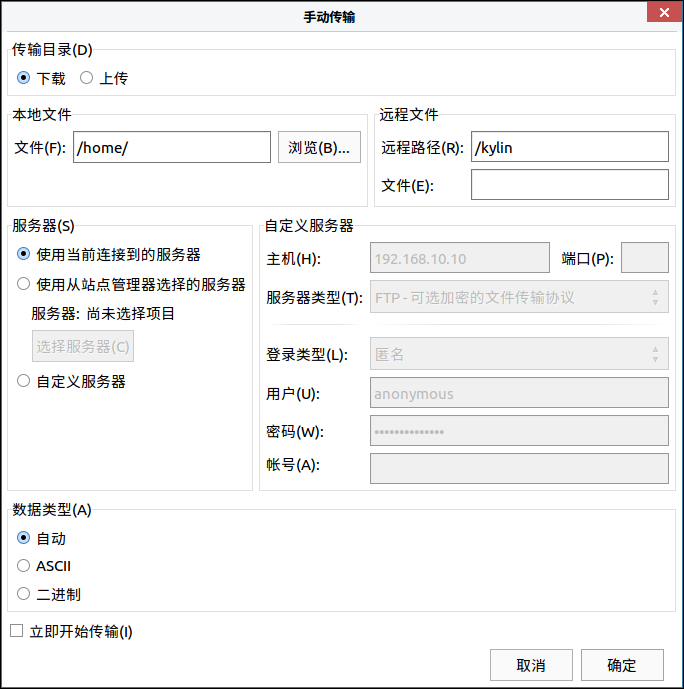 手动传输
传输目录(D)
下载 上传
本地文件
文件(F): /home/ 浏览(B)...
远程文件
远程路径(R): /kylin
文件(E):
服务器(S)
使用当前连接到的服务器
使用从站点管理器选择的服务器
服务器: 尚未选择项目
选择服务器(C)
自定义服务器
自定义服务器
主机(H): 192.168.10.10 端口(P):
服务器类型(T): FTP - 可选加密的文件传输协议
登录类型(L): 匿名
用户(U): anonymous
密码(W): ••••••••••••••
帐号(A):
数据类型(A)
自动
ASCII
二进制
立即开始传输(I)
取消 确定